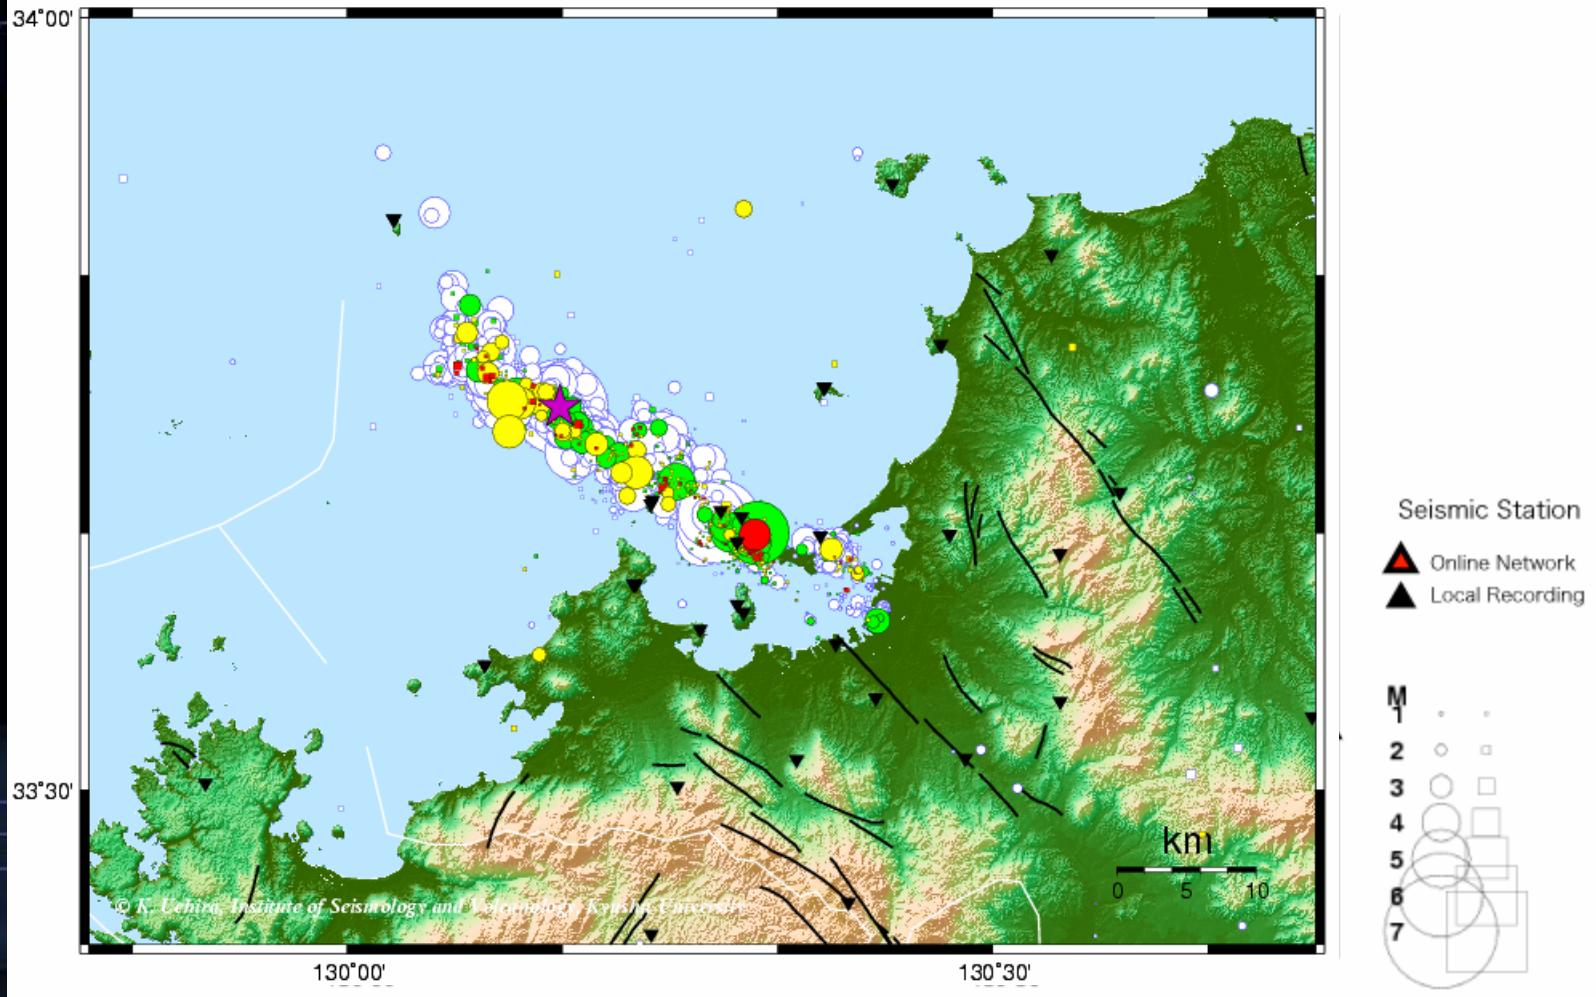 34°00'
Seismic Station
Online Network
Local Recording
M
1
2
33°30'
3
km
4
0 5 10
5
© K. Uehira, Institute of Seismology and Volcanology, Kyushu University
6
7
130°00' 130°30'